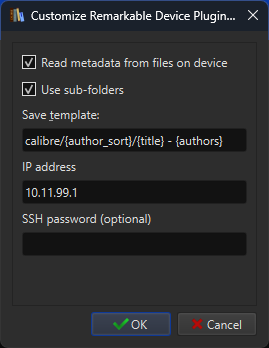 Customize Remarkable Device Plugin...
Read metadata from files on device
Use sub-folders
Save template:
calibre/{author_sort}/{title} - {authors}
IP address
10.11.99.1
SSH password (optional)
OK
Cancel